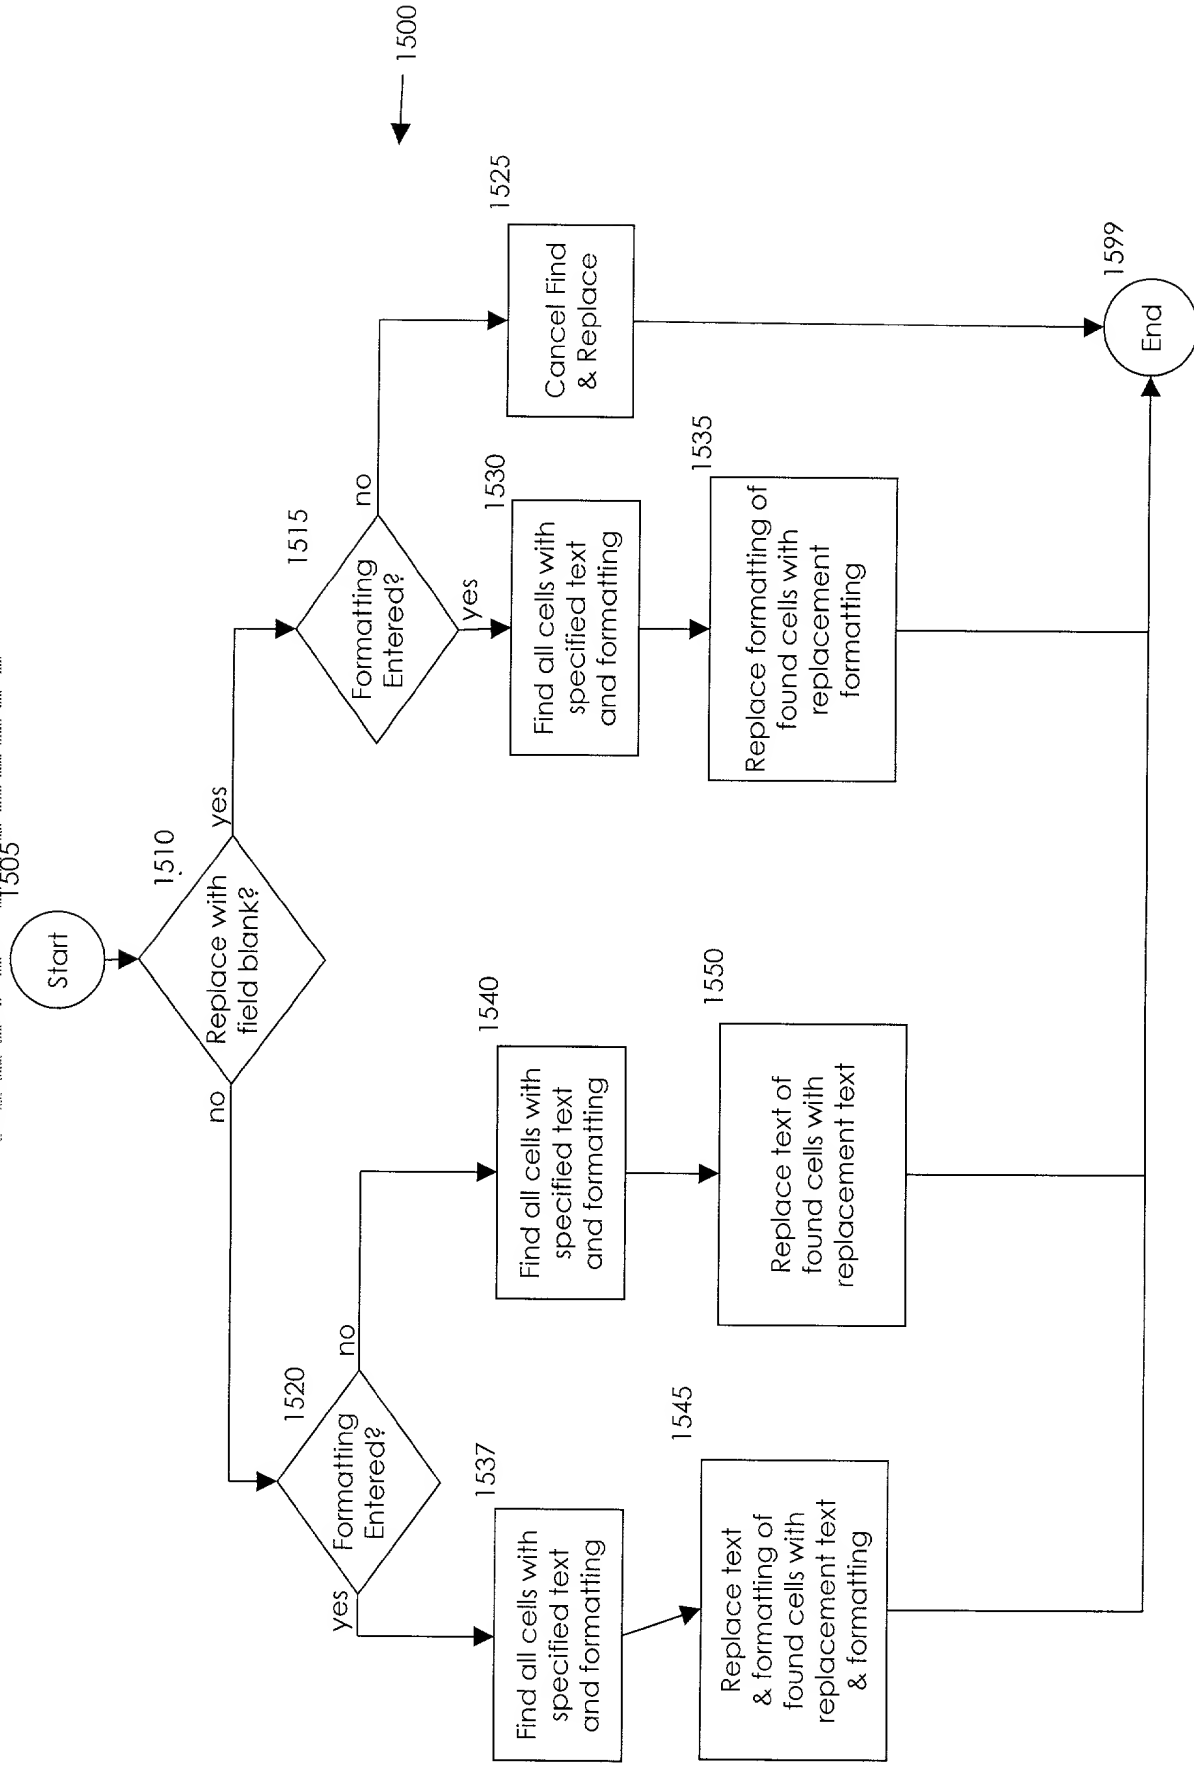 1505
Start
1510
Replace with
field blank?
no
yes
1520
Formatting
Entered?
yes
no
1515
Formatting
Entered?
yes
no
1500
1537
Find all cells with
specified text
and formatting
1540
Find all cells with
specified text
and formatting
1530
Find all cells with
specified text
and formatting
1525
Cancel Find
& Replace
1545
Replace text
& formatting of
found cells with
replacement text
& formatting
1550
Replace text of
found cells with
replacement text
1535
Replace formatting of
found cells with
replacement
formatting
1599
End